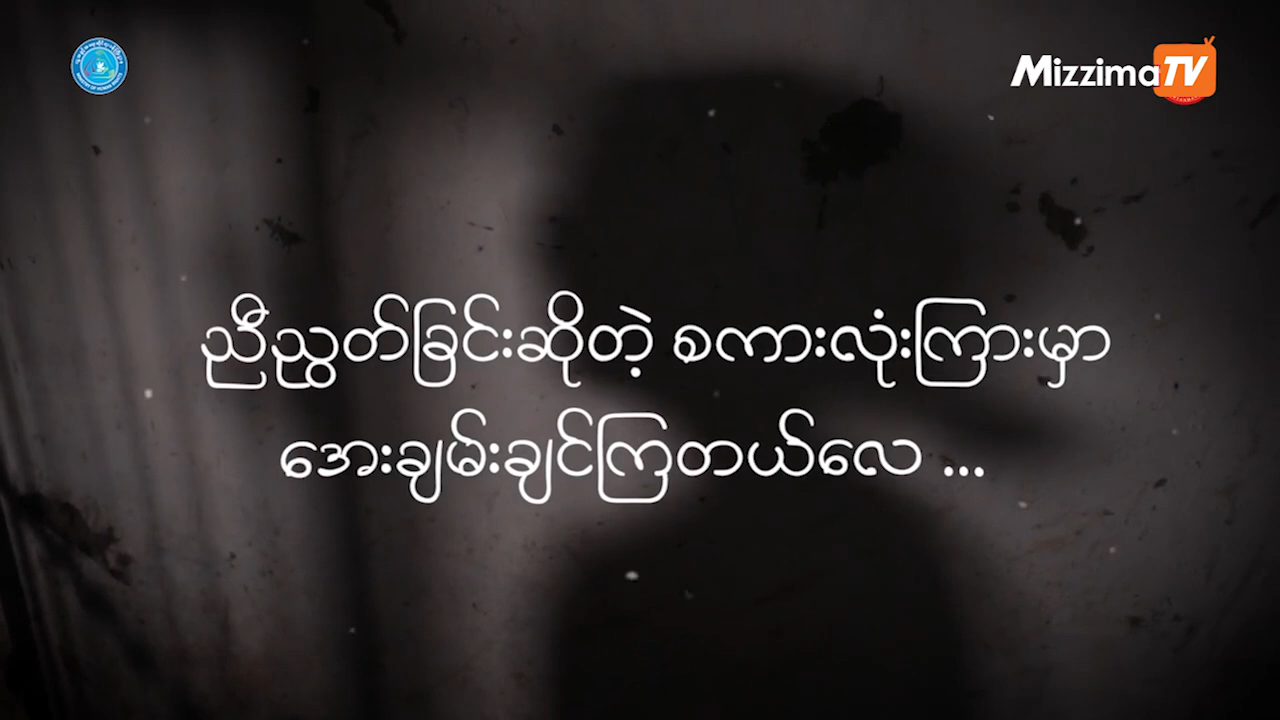 MizzimaTV
ညီညွတ်ခြင်းဆိုတဲ့ စကားလုံးကြားမှာ
အေးချမ်းချင်ကြတယ်လေ ...